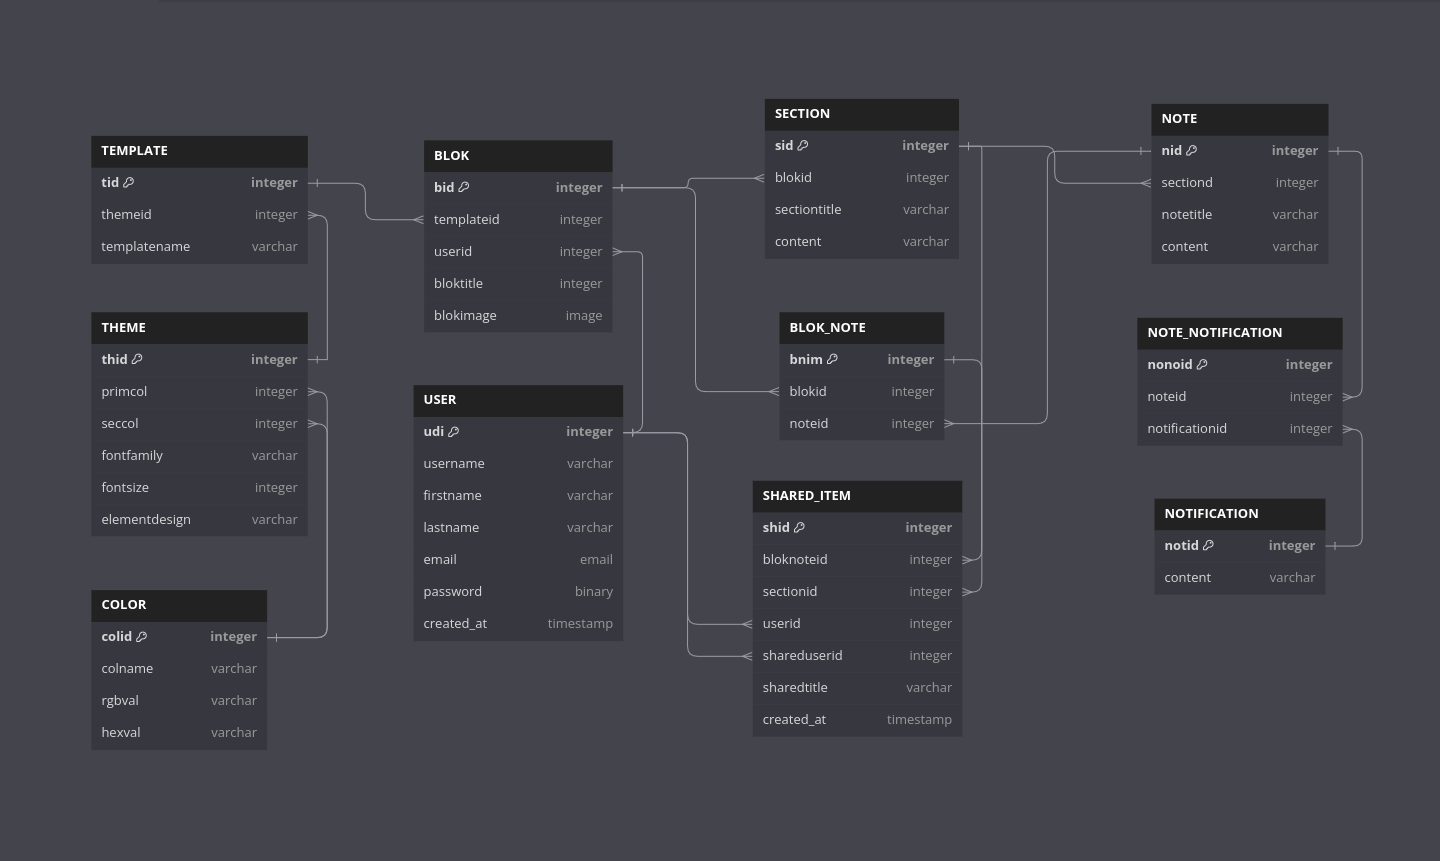 TEMPLATE
tid integer
themeid integer
templatename varchar
THEME
thid integer
primcol integer
seccol integer
fontfamily varchar
fontsize integer
elementdesign varchar
COLOR
colid integer
colname varchar
rgbval varchar
hexval varchar
BLOK
bid integer
templateid integer
userid integer
bloktitle integer
blokimage image
USER
udi integer
username varchar
firstname varchar
lastname varchar
email email
password binary
created_at timestamp
SECTION
sid integer
blokid integer
sectiontitle varchar
content varchar
BLOK_NOTE
bnim integer
blokid integer
noteid integer
SHARED_ITEM
shid integer
bloknoteid integer
sectionid integer
userid integer
shareduserid integer
sharedtitle varchar
created_at timestamp
NOTE
nid integer
sectiond integer
notetitle varchar
content varchar
NOTE_NOTIFICATION
nonoid integer
noteid integer
notificationid integer
NOTIFICATION
notid integer
content varchar